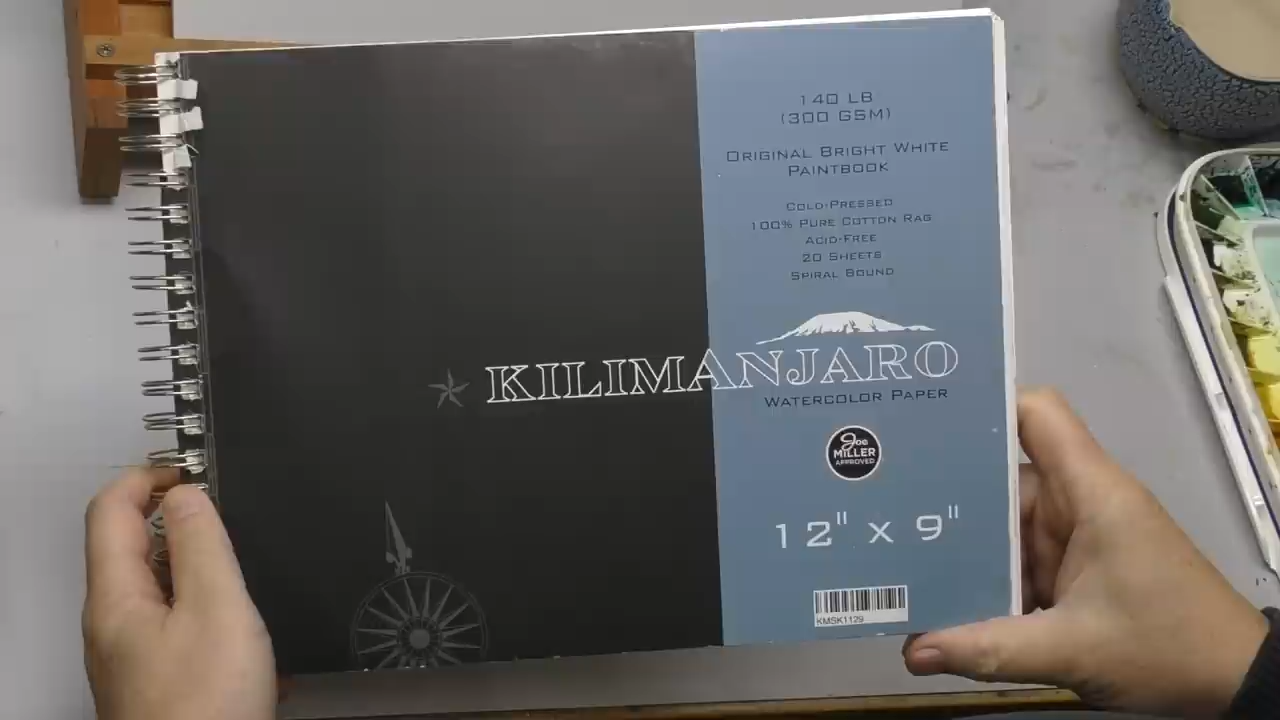 140 LB
(300 GSM)
ORIGINAL BRIGHT WHITE
PAINTBOOK
COLD-PRESSED
100% PURE COTTON RAG
ACID-FREE
20 SHEETS
SPIRAL BOUND
KILIMANJARO
WATERCOLOR PAPER
Joe
MILLER
APPROVED
12" x 9"
KMSK1129